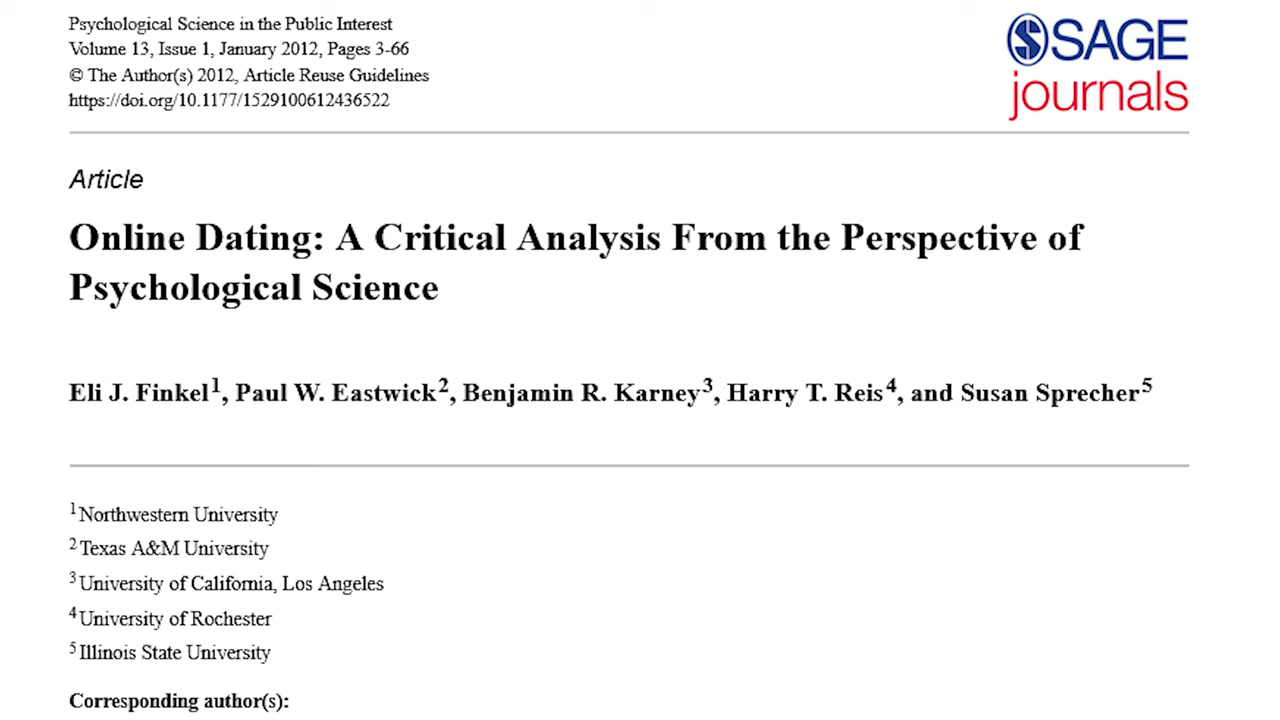 Psychological Science in the Public Interest
Volume 13, Issue 1, January 2012, Pages 3-66
© The Author(s) 2012, Article Reuse Guidelines
https://doi.org/10.1177/1529100612436522
SAGE
journals
Article
Online Dating: A Critical Analysis From the Perspective of
Psychological Science
Eli J. Finkel1, Paul W. Eastwick2, Benjamin R. Karney3, Harry T. Reis4, and Susan Sprecher5
1 Northwestern University
2 Texas A&M University
3 University of California, Los Angeles
4 University of Rochester
5 Illinois State University
Corresponding author(s):